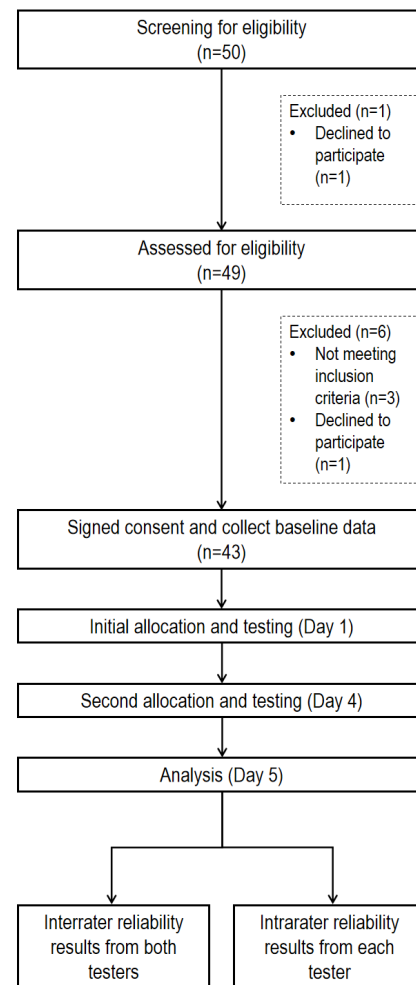 Screening for eligibility
(n=50)
Excluded (n=1)
• Declined to
participate
(n=1)
Assessed for eligibility
(n=49)
Excluded (n=6)
• Not meeting
inclusion
criteria (n=3)
• Declined to
participate
(n=1)
Signed consent and collect baseline data
(n=43)
Initial allocation and testing (Day 1)
Second allocation and testing (Day 4)
Analysis (Day 5)
Interrater reliability
results from both
testers
Intrarater reliability
results from each
tester